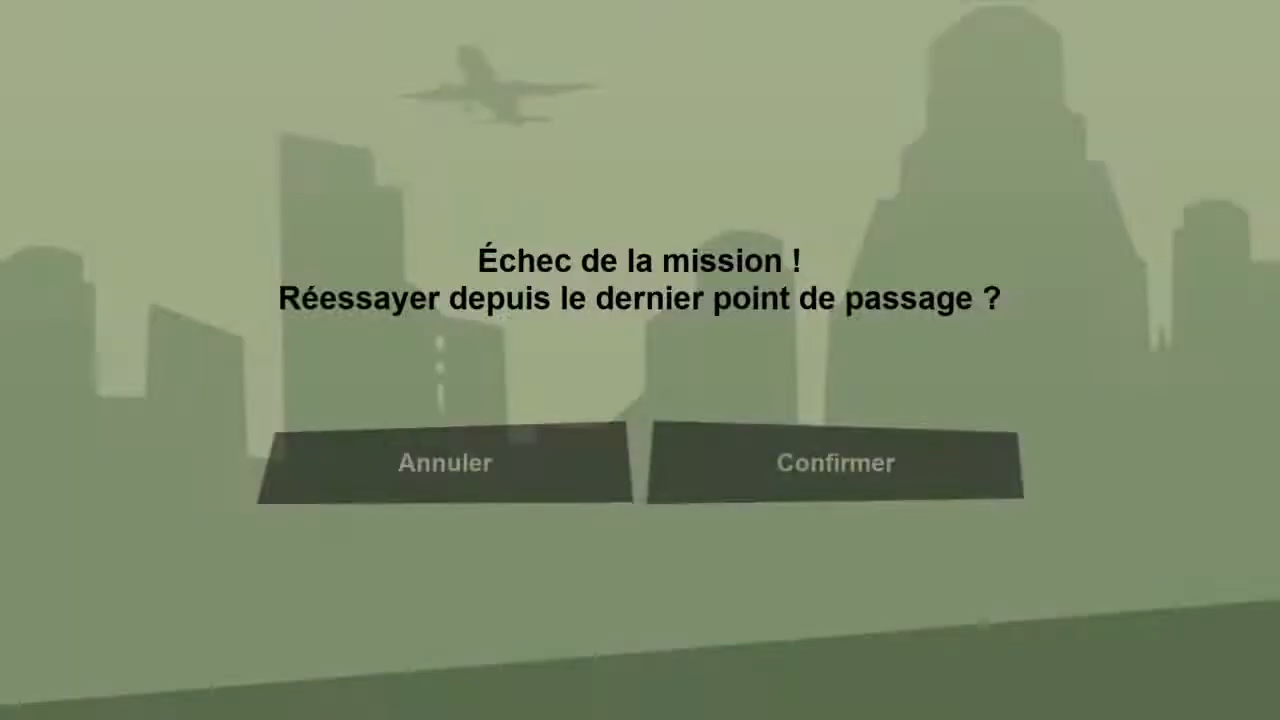 Échec de la mission !
Réessayer depuis le dernier point de passage ?
Annuler
Confirmer